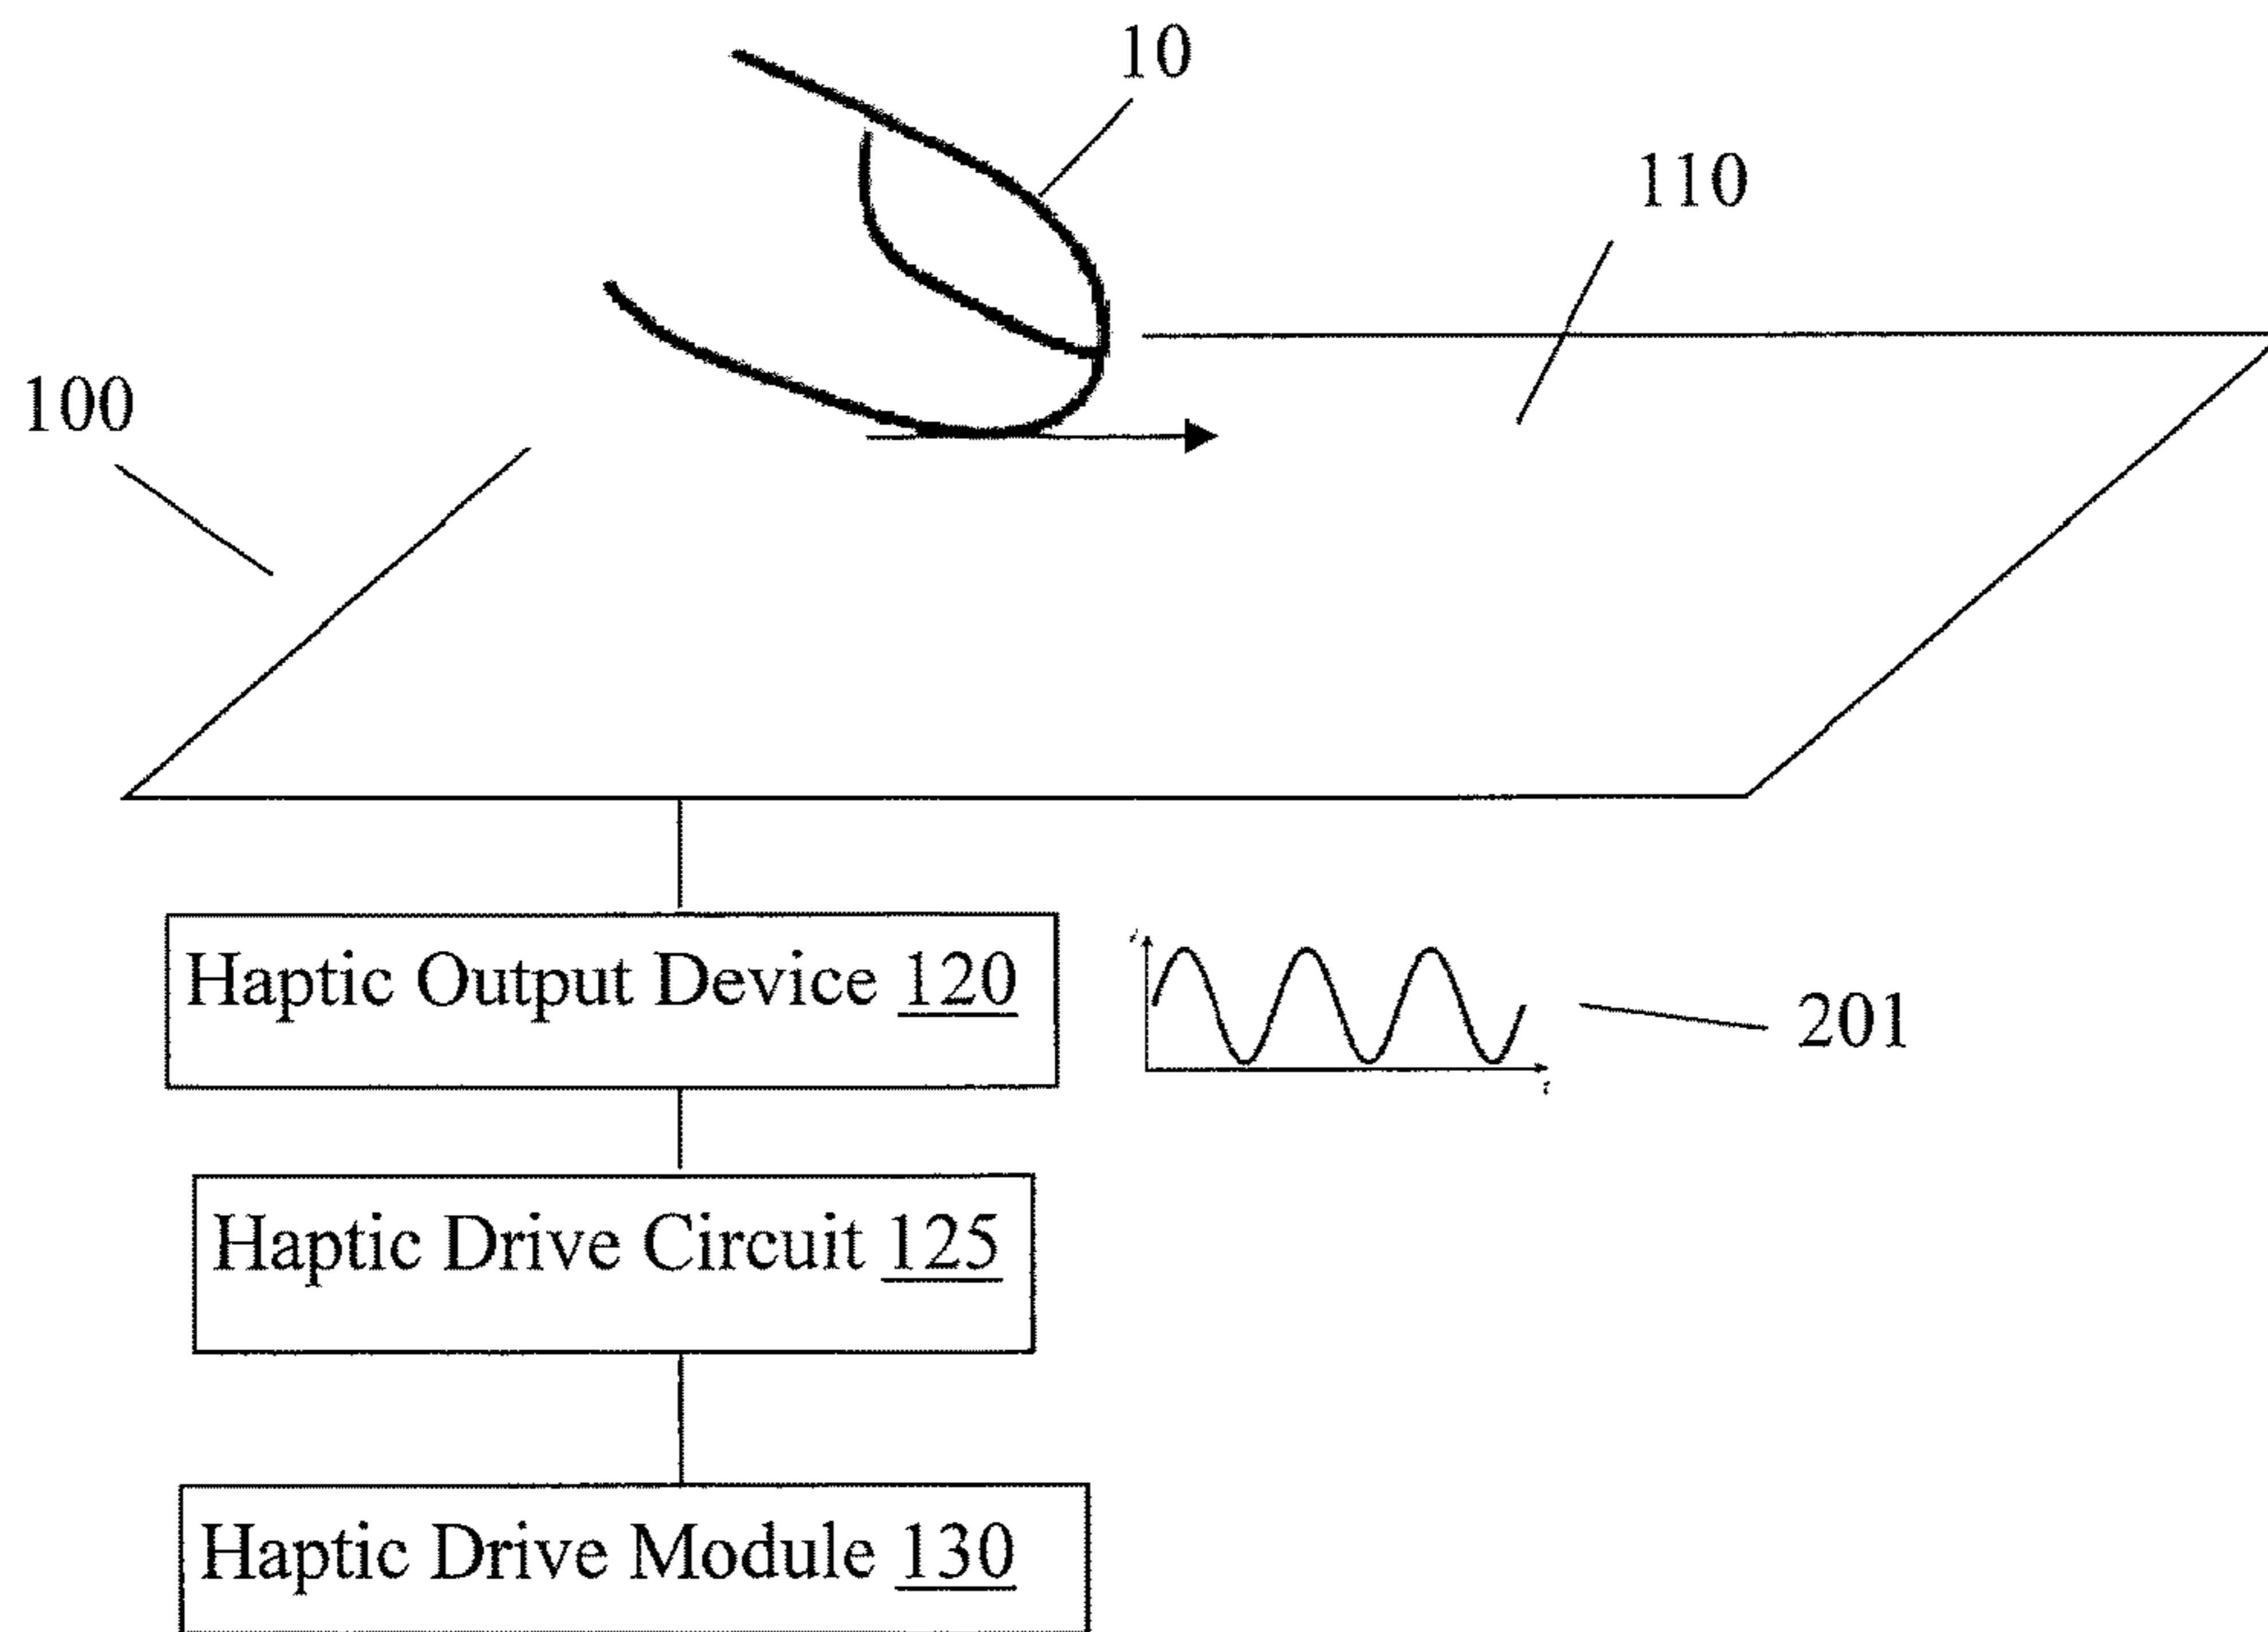 10
110
100
Haptic Output Device 120
201
Haptic Drive Circuit 125
Haptic Drive Module 130